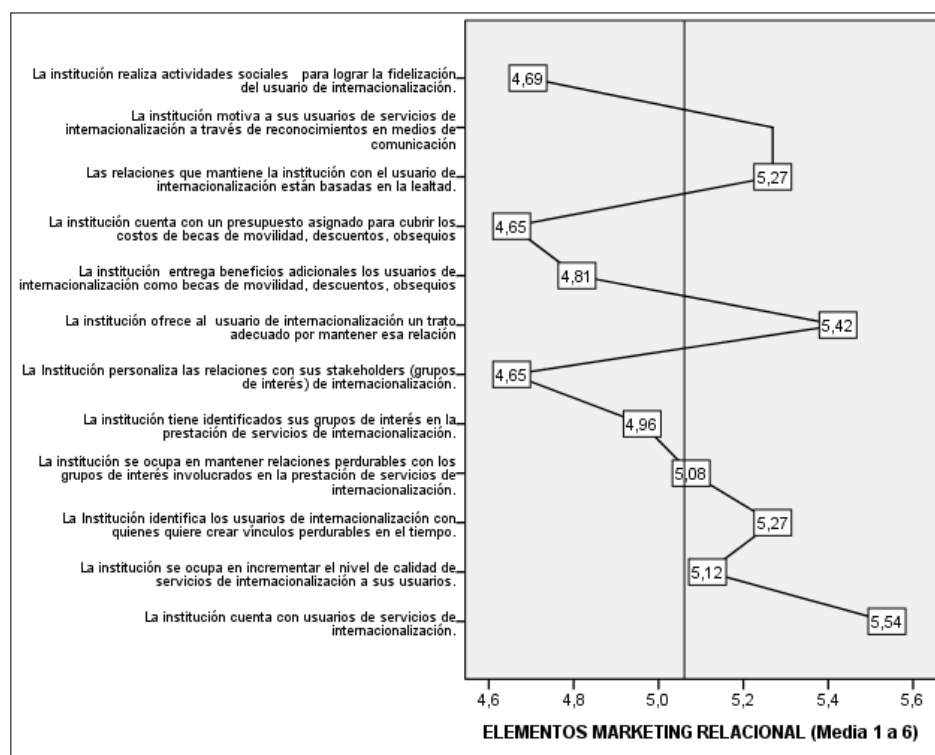 La institución realiza actividades sociales para lograr la fidelización
del usuario de internacionalización.
4,69
La institución motiva a sus usuarios de servicios de
internacionalización a través de reconocimientos en medios de
comunicación
Las relaciones que mantiene la institución con el usuario de
internacionalización están basadas en la lealtad.
5,27
La institución cuenta con un presupuesto asignado para cubrir los
costos de becas de movilidad, descuentos, obsequios
4,65
La institución entrega beneficios adicionales los usuarios de
internacionalización como becas de movilidad, descuentos, obsequios
4,81
La institución ofrece al usuario de internacionalización un trato
adecuado por mantener esa relación
5,42
La Institución personaliza las relaciones con sus stakeholders (grupos
de interés) de internacionalización.
4,65
La institución tiene identificados sus grupos de interés en la
prestación de servicios de internacionalización.
4,96
La institución se ocupa en mantener relaciones perdurables con los
grupos de interés involucrados en la prestación de servicios de
internacionalización.
5,08
La Institución identifica los usuarios de internacionalización con
quienes quiere crear vínculos perdurables en el tiempo.
5,27
La institución se ocupa en incrementar el nivel de calidad de
servicios de internacionalización a sus usuarios.
5,12
La institución cuenta con usuarios de servicios de
internacionalización.
5,54
4,6 4,8 5,0 5,2 5,4 5,6
ELEMENTOS MARKETING RELACIONAL (Media 1 a 6)